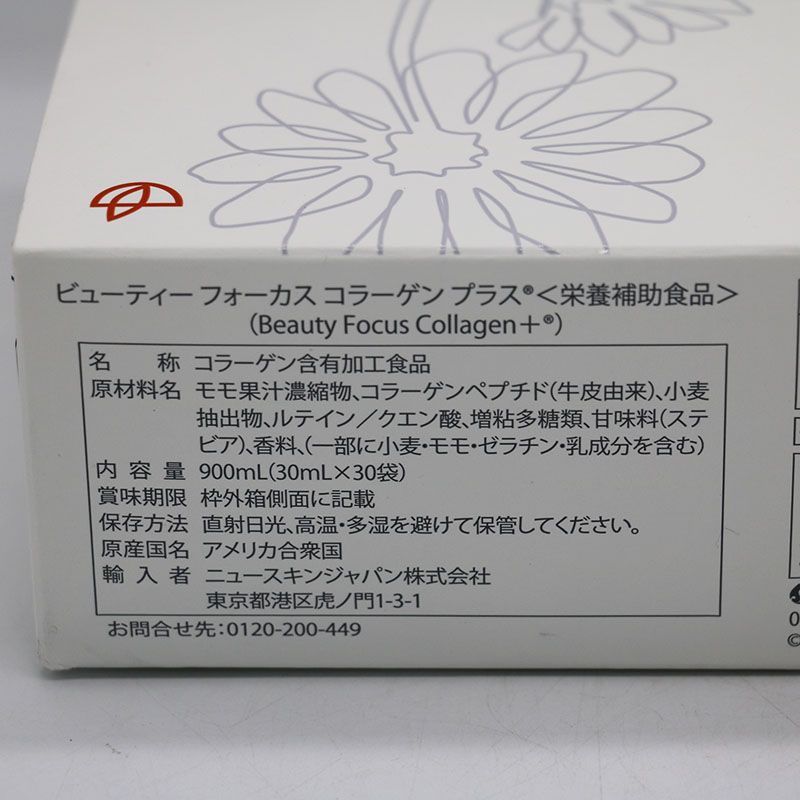 ビューティー フォーカス コラーゲン プラス®＜栄養補助食品＞
（Beauty Focus Collagen＋®）
名　　称　コラーゲン含有加工食品
原材料名　モモ果汁濃縮物、コラーゲンペプチド（牛皮由来）、小麦
抽出物、ルテイン／クエン酸、増粘多糖類、甘味料（ステ
ビア）、香料、（一部に小麦・モモ・ゼラチン・乳成分を含む）
内 容 量　900mL（30mL×30袋）
賞味期限　枠外箱側面に記載
保存方法　直射日光、高温・多湿を避けて保管してください。
原産国名　アメリカ合衆国
輸 入 者　ニュースキンジャパン株式会社
東京都港区虎ノ門1-3-1
お問合せ先：0120-200-449